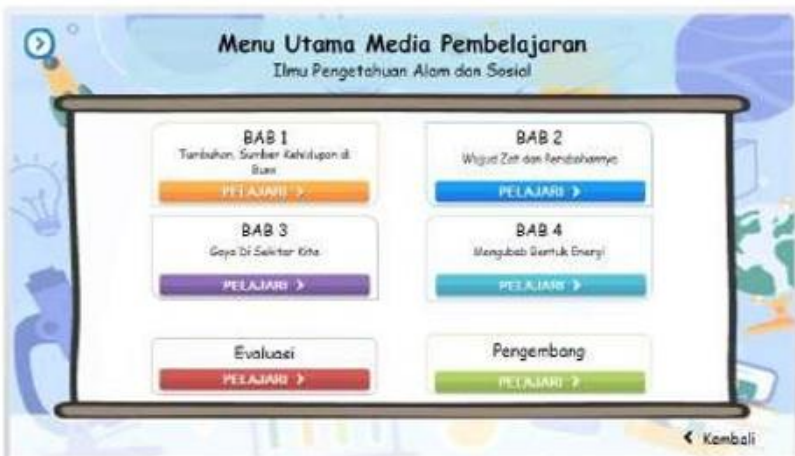 Menu Utama Media Pembelajaran
Ilmu Pengetahuan Alam dan Sosial
BAB 1
Tumbuhan, Sumber Kehidupan di
Bumi
PELAJARI >
BAB 2
Wujud Zat dan Perubahannya
PELAJARI >
BAB 3
Gaya Di Sekitar Kita
PELAJARI >
BAB 4
Mengubah Bentuk Energi
PELAJARI >
Evaluasi
PELAJARI >
Pengembang
PELAJARI >
Kembali